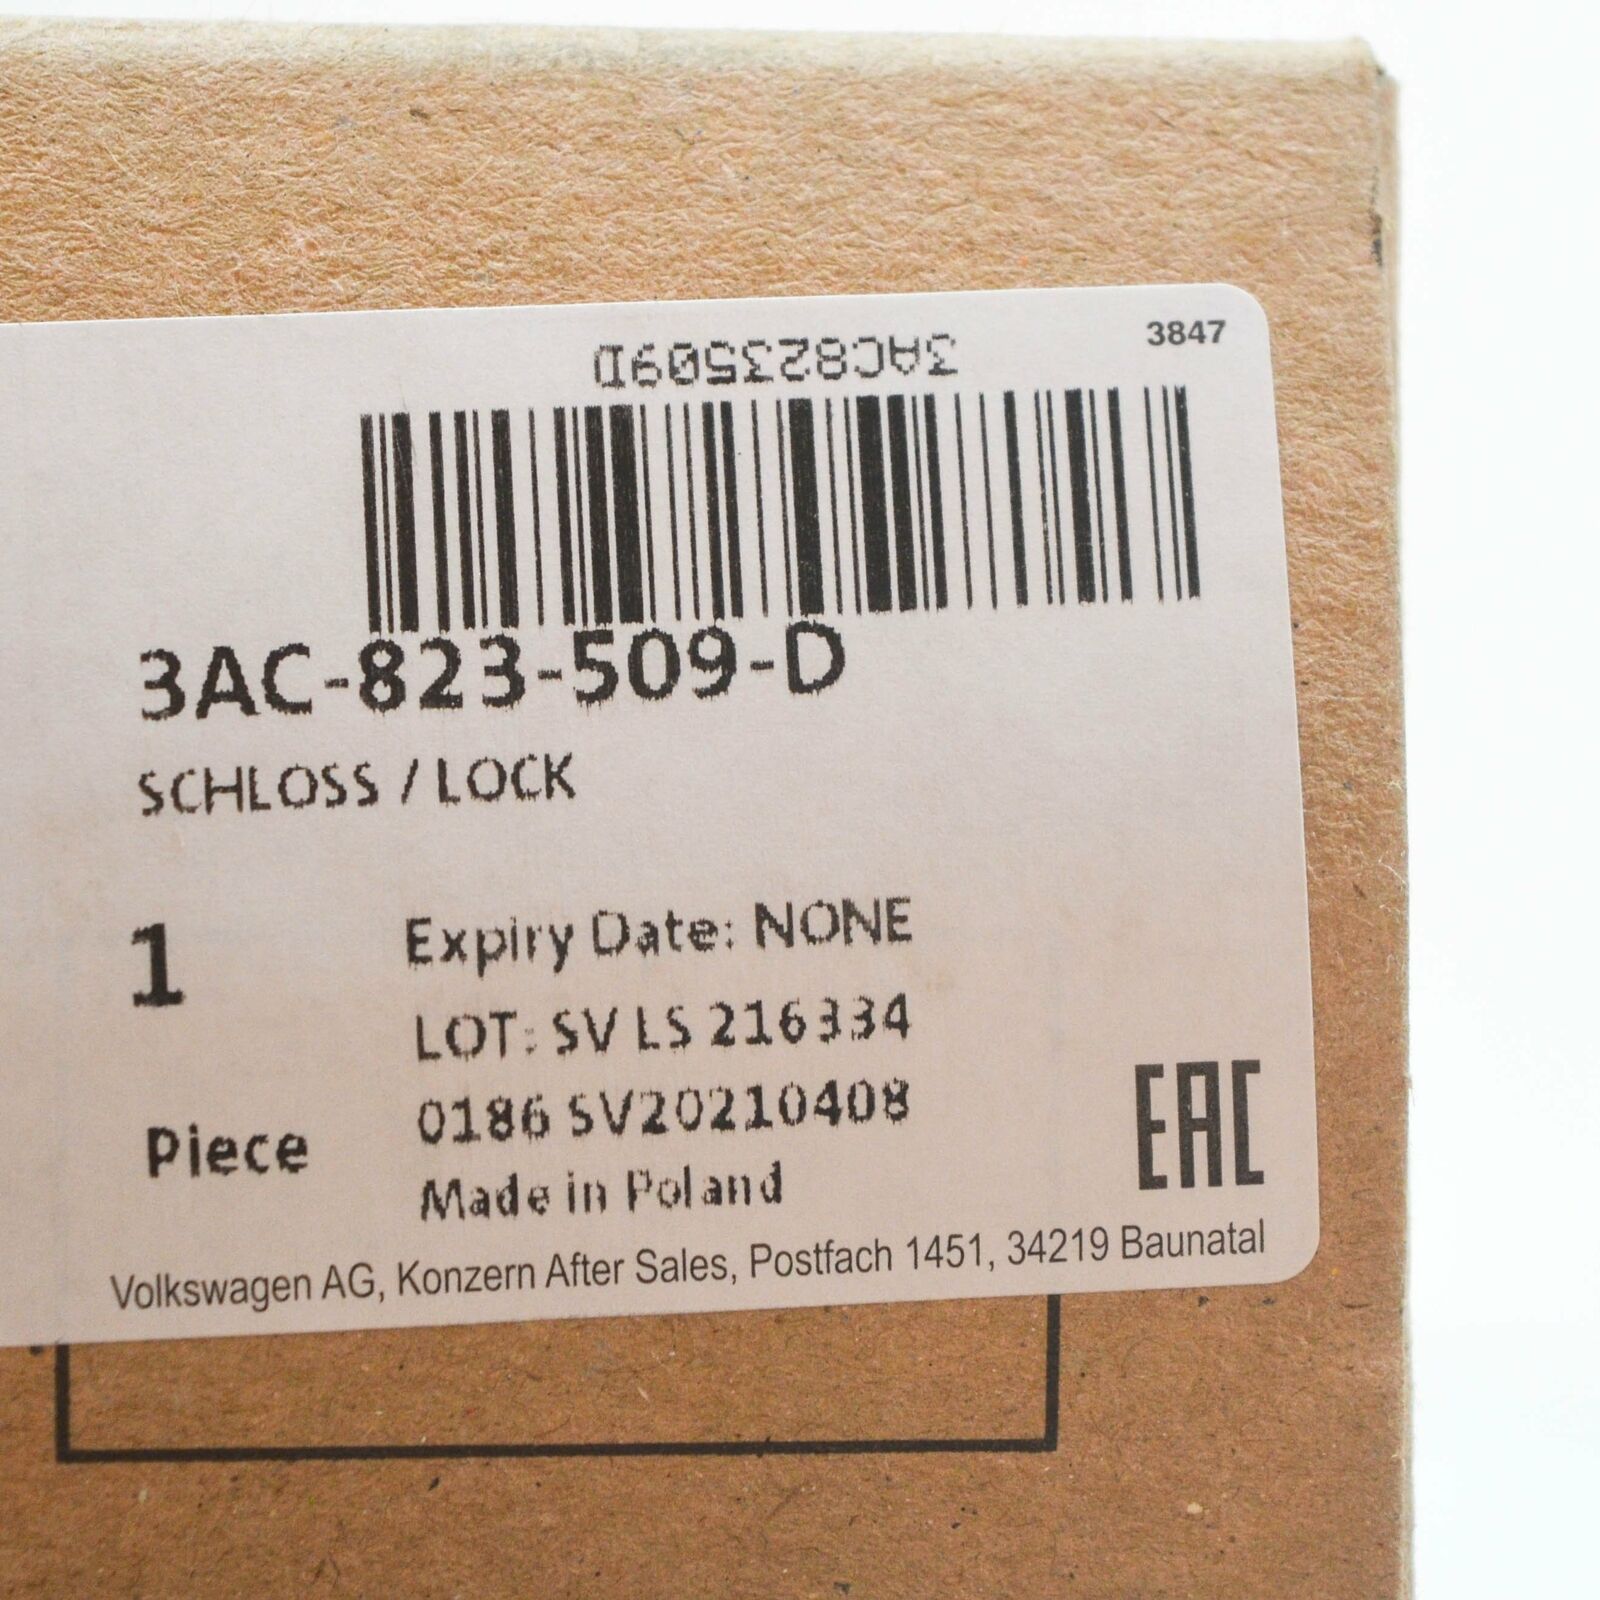 3847
3AC823509D
3AC-823-509-D
SCHLOSS / LOCK
1
Expiry Date: NONE
LOT: SV LS 216334
0186 SV20210408
Piece
Made in Poland
EAC
Volkswagen AG, Konzern After Sales, Postfach 1451, 34219 Baunatal